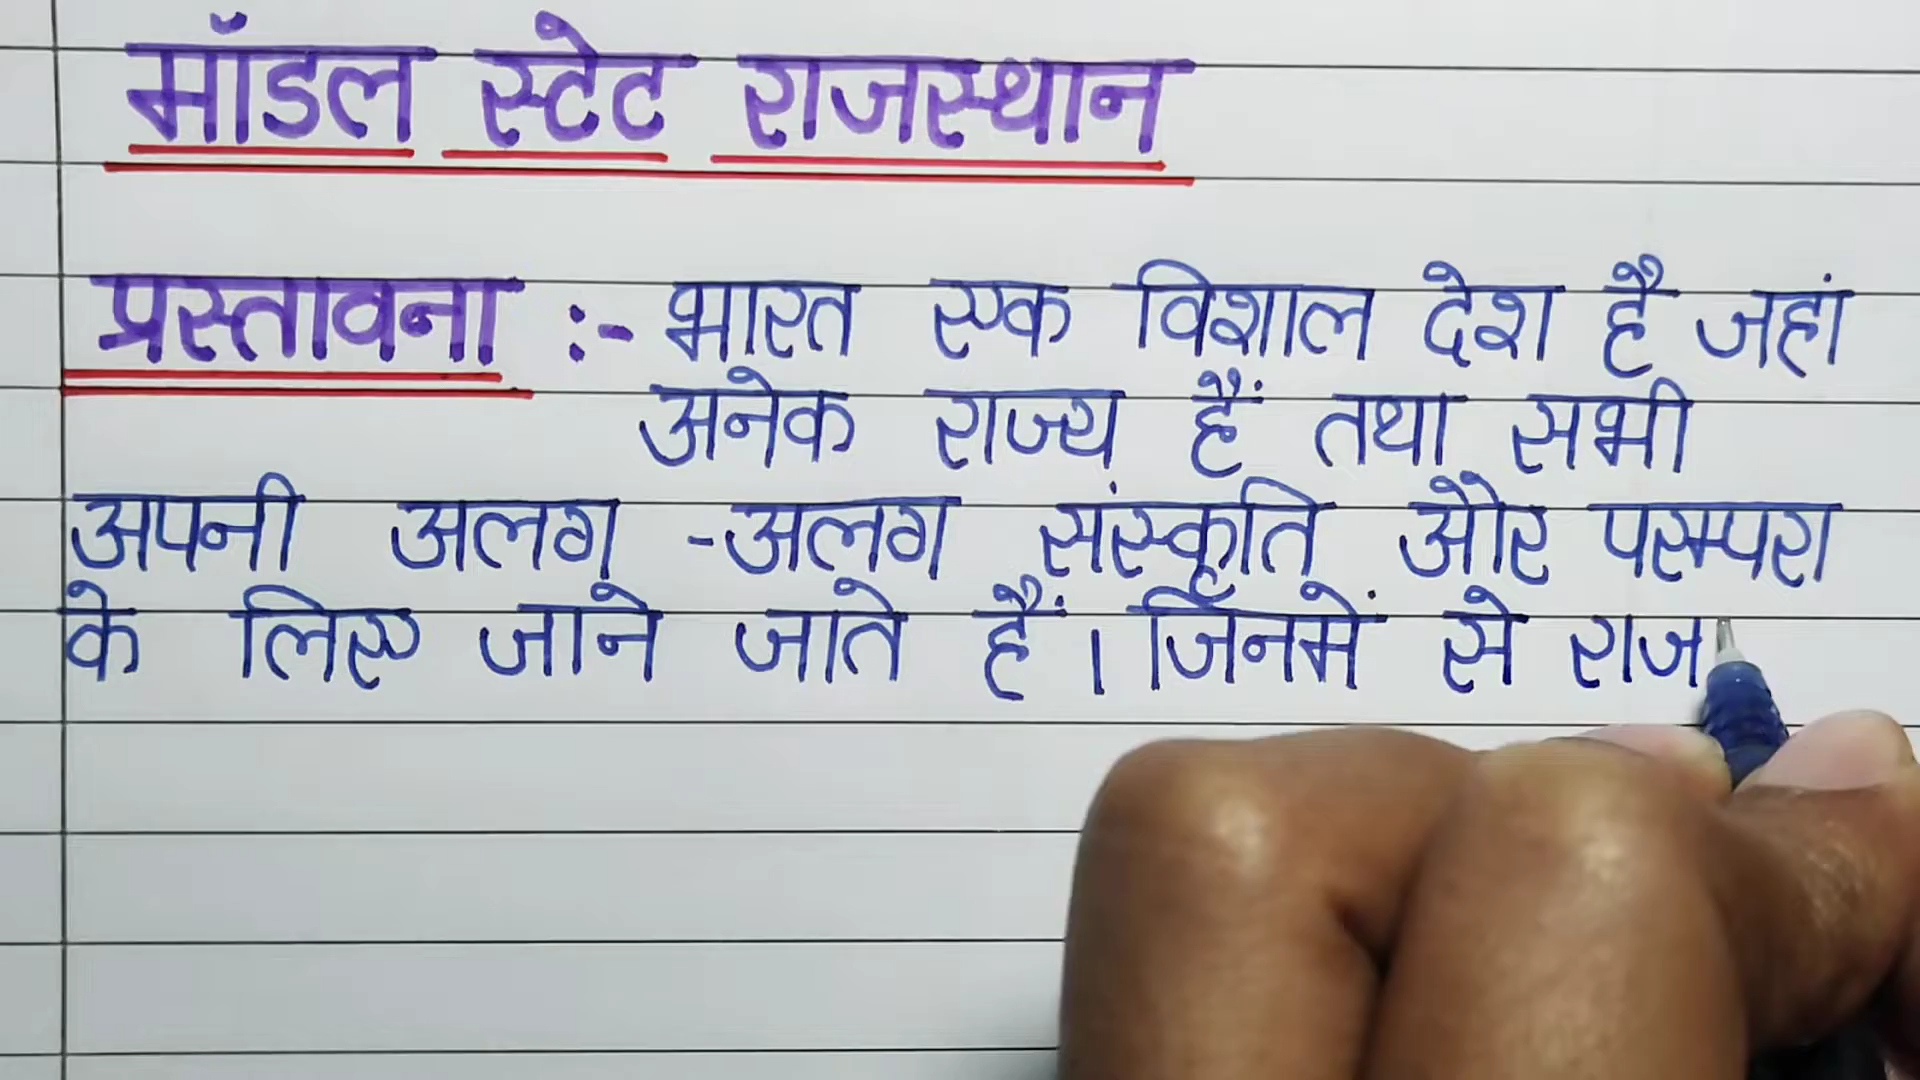 मॉडल स्टेट राजस्थान
प्रस्तावना :- भारत एक विशाल देश है जहां
अनेक राज्य हैं तथा सभी
अपनी अलग -अलग संस्कृति और परम्परा
के लिए जाने जाते हैं। जिनमें से राज